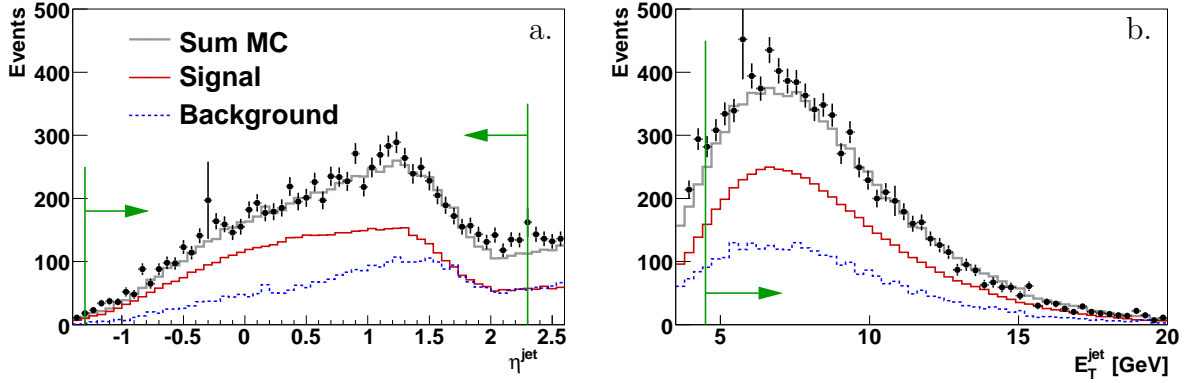 a.
Events
500
400
300
200
100
0
Sum MC
Signal
Background
-1 -0.5 0 0.5 1 1.5 2 2.5
η^jet
b.
Events
500
400
300
200
100
0
5 10 15 20
E_T^jet [GeV]